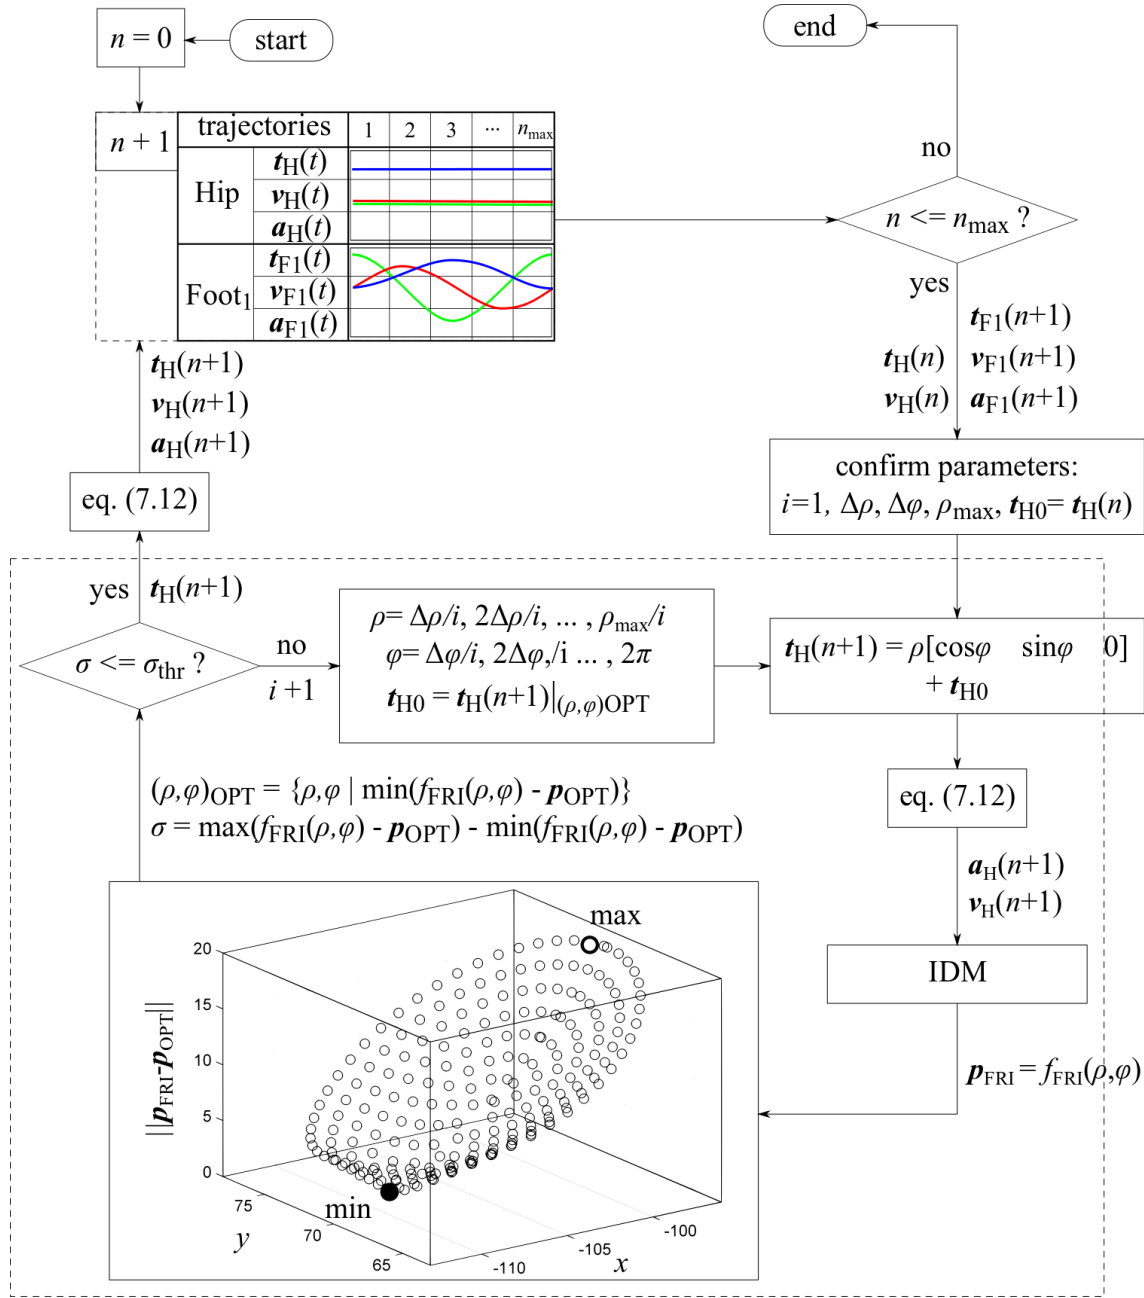 n = 0
start
end
n + 1
trajectories 1 2 3 ... n_max
Hip
t_H(t)
v_H(t)
a_H(t)
Foot_1
t_F1(t)
v_F1(t)
a_F1(t)
no
n <= n_max ?
yes
t_H(n)
v_H(n)
t_F1(n+1)
v_F1(n+1)
a_F1(n+1)
confirm parameters:
i=1, Δρ, Δφ, ρ_max, t_H0= t_H(n)
t_H(n+1)
v_H(n+1)
a_H(n+1)
eq. (7.12)
yes
t_H(n+1)
σ <= σ_thr ?
no
i +1
ρ= Δρ/i, 2Δρ/i, ... , ρ_max/i
φ= Δφ/i, 2Δφ,/i ... , 2π
t_H0 = t_H(n+1)|_(ρ,φ)OPT
t_H(n+1) = ρ[cosφ sinφ 0]
+ t_H0
eq. (7.12)
a_H(n+1)
v_H(n+1)
IDM
p_FRI = f_FRI(ρ,φ)
(ρ,φ)_OPT = {ρ,φ | min(f_FRI(ρ,φ) - p_OPT)}
σ = max(f_FRI(ρ,φ) - p_OPT) - min(f_FRI(ρ,φ) - p_OPT)
max
min
||p_FRI-p_OPT||
20
15
10
5
0
75
70
65
y
-110
-105
-100
x